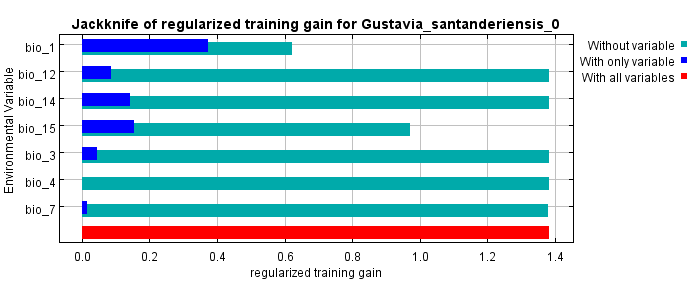 Jackknife of regularized training gain for Gustavia_santanderiensis_0
Without variable
With only variable
With all variables
Environmental Variable
bio_1
bio_12
bio_14
bio_15
bio_3
bio_4
bio_7
0.0 0.2 0.4 0.6 0.8 1.0 1.2 1.4
regularized training gain